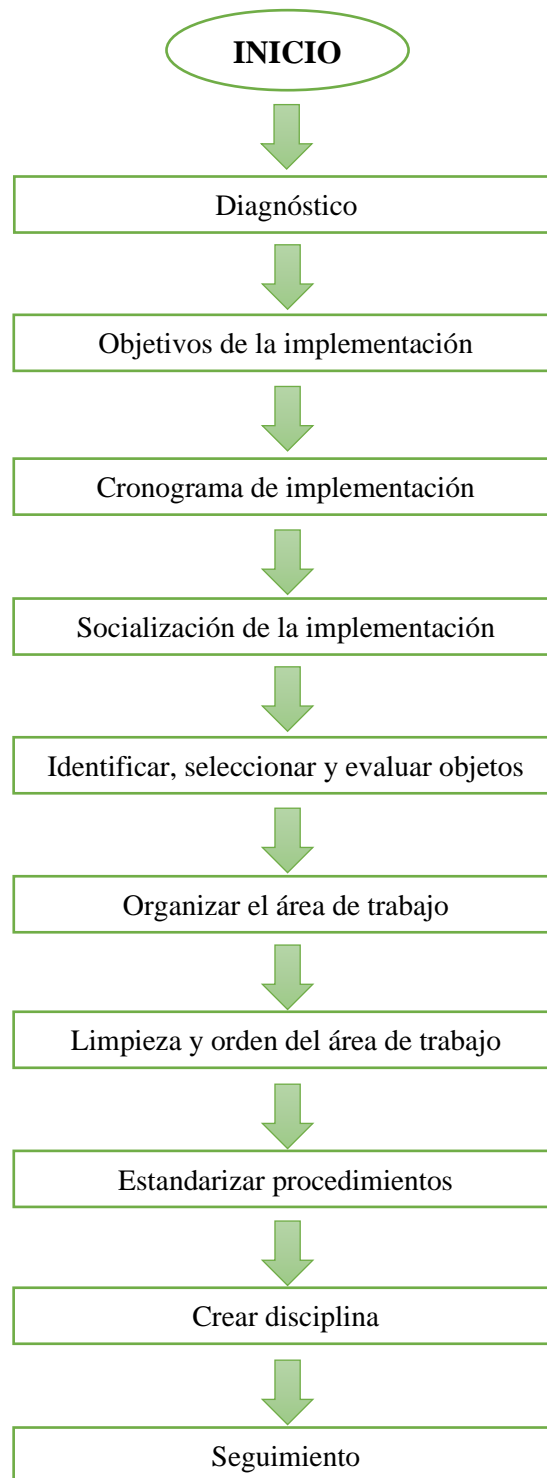 INICIO
Diagnóstico
Objetivos de la implementación
Cronograma de implementación
Socialización de la implementación
Identificar, seleccionar y evaluar objetos
Organizar el área de trabajo
Limpieza y orden del área de trabajo
Estandarizar procedimientos
Crear disciplina
Seguimiento